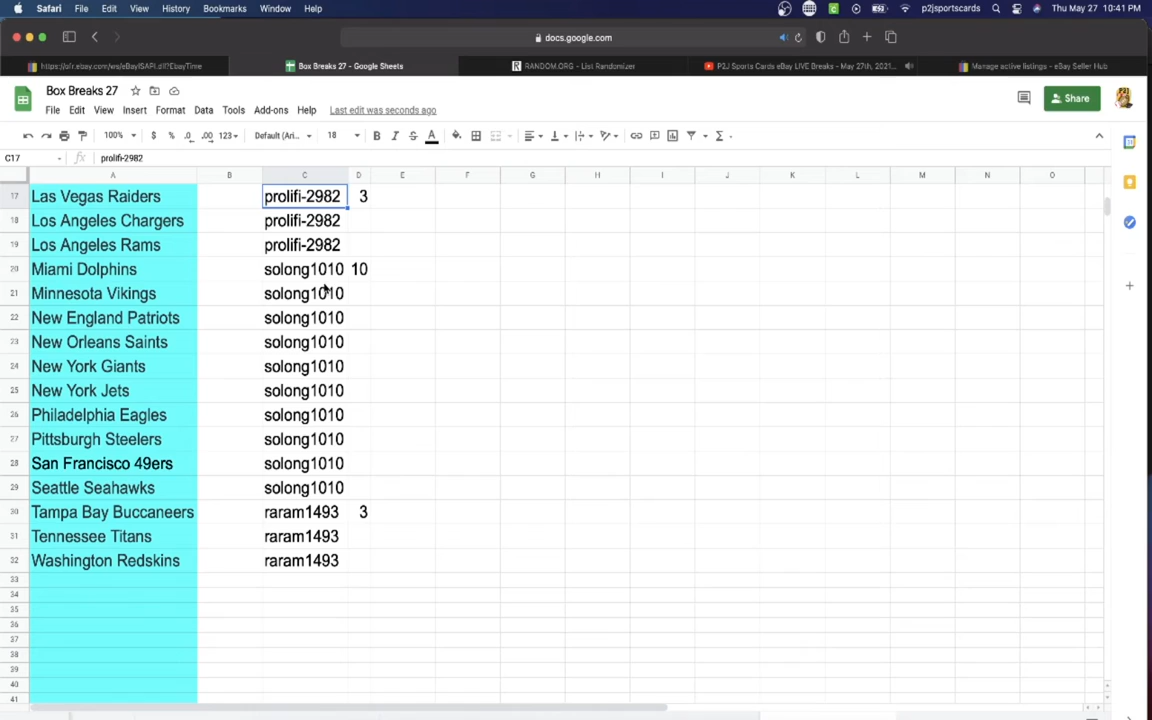 Safari File Edit View History Bookmarks Window Help p2jsportscards Thu May 27 10:41 PM
docs.google.com
Box Breaks 27 - Google Sheets RANDOM.ORG - List Randomizer P2J Sports Cards eBay LIVE Breaks - May 27th, 2021... Manage active listings - eBay Seller Hub
Box Breaks 27
File Edit View Insert Format Data Tools Add-ons Help Last edit was seconds ago Share
100% $ % .0 .00 123 Default (Ari... 18 B I S A
C17 fx prolifi-2982
A B C D E F G H I J K L M N O
17 Las Vegas Raiders prolifi-2982 3
18 Los Angeles Chargers prolifi-2982
19 Los Angeles Rams prolifi-2982
20 Miami Dolphins solong1010 10
21 Minnesota Vikings solong1010
22 New England Patriots solong1010
23 New Orleans Saints solong1010
24 New York Giants solong1010
25 New York Jets solong1010
26 Philadelphia Eagles solong1010
27 Pittsburgh Steelers solong1010
28 San Francisco 49ers solong1010
29 Seattle Seahawks solong1010
30 Tampa Bay Buccaneers raram1493 3
31 Tennessee Titans raram1493
32 Washington Redskins raram1493
33
34
35
36
37
38
39
40
41